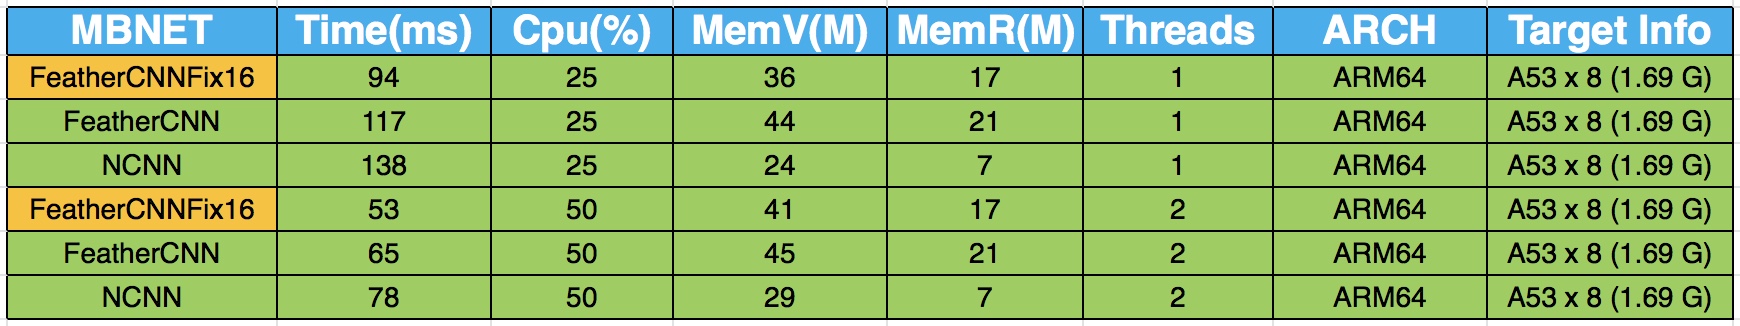 MBNET Time(ms) Cpu(%) MemV(M) MemR(M) Threads ARCH Target Info
FeatherCNNFix16 94 25 36 17 1 ARM64 A53 x 8 (1.69 G)
FeatherCNN 117 25 44 21 1 ARM64 A53 x 8 (1.69 G)
NCNN 138 25 24 7 1 ARM64 A53 x 8 (1.69 G)
FeatherCNNFix16 53 50 41 17 2 ARM64 A53 x 8 (1.69 G)
FeatherCNN 65 50 45 21 2 ARM64 A53 x 8 (1.69 G)
NCNN 78 50 29 7 2 ARM64 A53 x 8 (1.69 G)